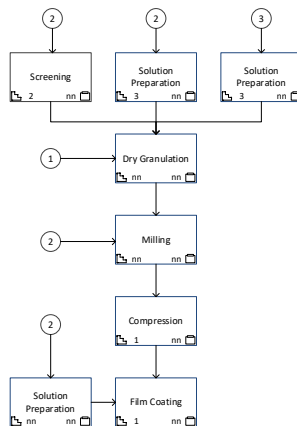 2
2
3
Screening
2 nn
Solution
Preparation
3 nn
Solution
Preparation
3 nn
1
Dry Granulation
nn nn
2
Milling
nn nn
Compression
1 nn
2
Solution
Preparation
nn nn
Film Coating
1 nn